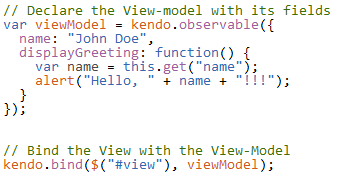 // Declare the View-model with its fields
var viewModel = kendo.observable({
  name: "John Doe",
  displayGreeting: function() {
    var name = this.get("name");
    alert("Hello, " + name + "!!!");
  }
});

// Bind the View with the View-Model
kendo.bind($("#view"), viewModel);